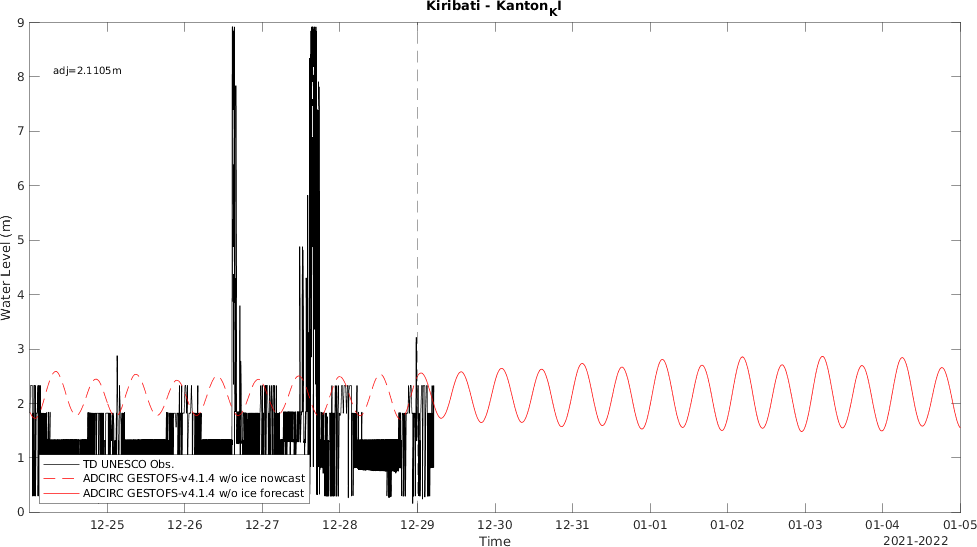 Kiribati - Kanton_KI
9
adj=2.1105m
8
7
6
5
4
3
2
1
0
Water Level (m)
TD UNESCO Obs.
ADCIRC GESTOFS-v4.1.4 w/o ice nowcast
ADCIRC GESTOFS-v4.1.4 w/o ice forecast
12-25 12-26 12-27 12-28 12-29 12-30 12-31 01-01 01-02 01-03 01-04 01-05
Time
2021-2022